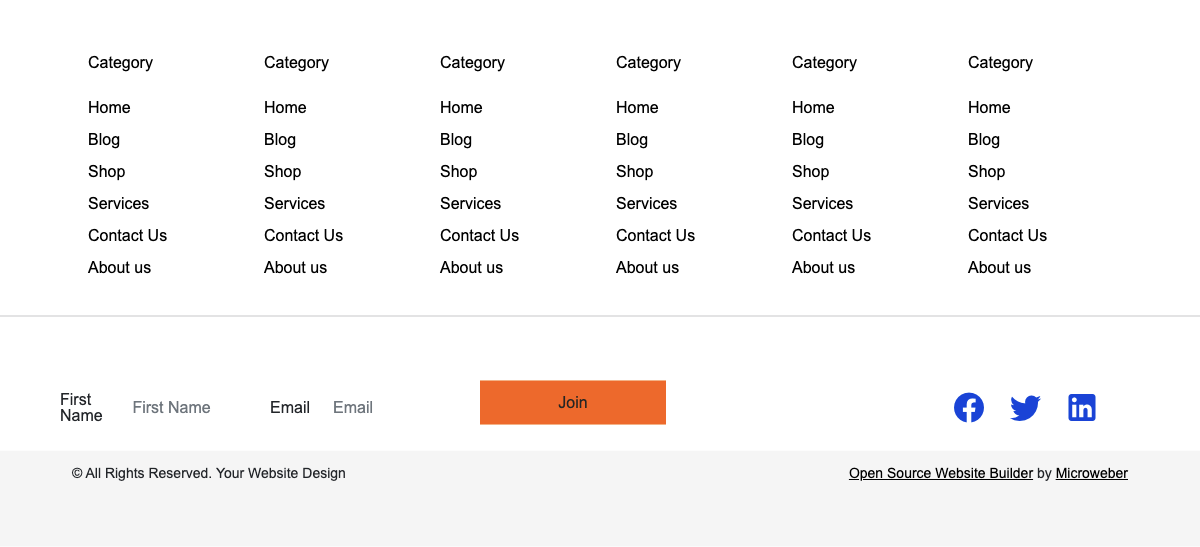 Category Category Category Category Category Category
Home Home Home Home Home Home
Blog Blog Blog Blog Blog Blog
Shop Shop Shop Shop Shop Shop
Services Services Services Services Services Services
Contact Us Contact Us Contact Us Contact Us Contact Us Contact Us
About us About us About us About us About us About us
First
Name
First Name
Email
Email
Join
© All Rights Reserved. Your Website Design
Open Source Website Builder by Microweber